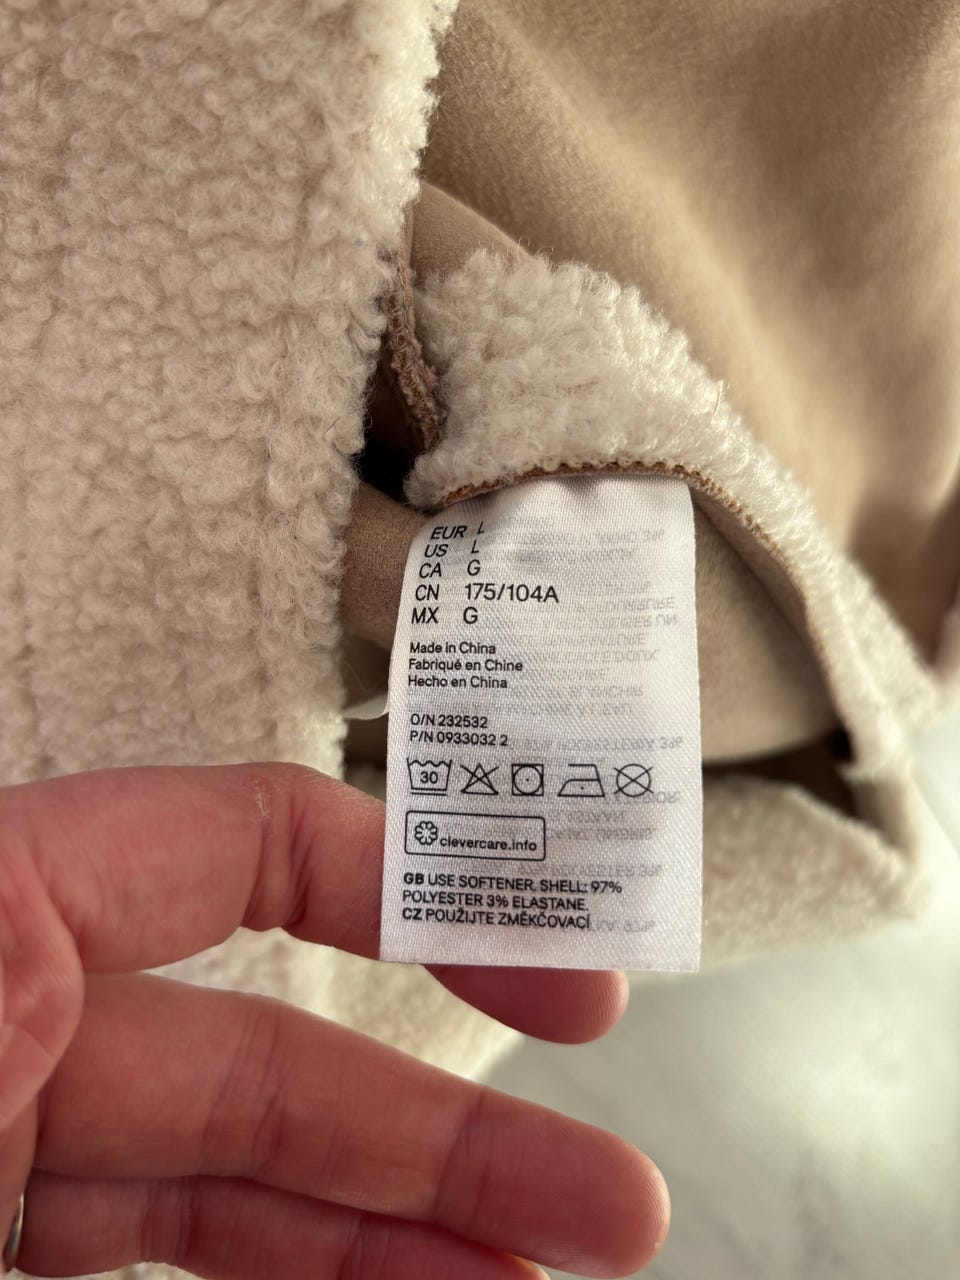 EUR L
US L
CA G
CN 175/104A
MX G
Made in China
Fabriqué en Chine
Hecho en China
O/N 232532
P/N 0933032 2
30
clevercare.info
GB USE SOFTENER. SHELL: 97%
POLYESTER 3% ELASTANE.
CZ POUŽIJTE ZMĚKČOVACÍ